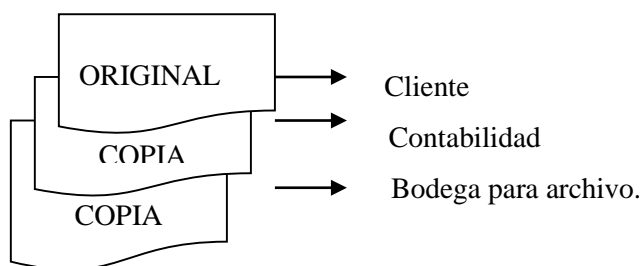 ORIGINAL
Cliente
COPIA
Contabilidad
COPIA
Bodega para archivo.